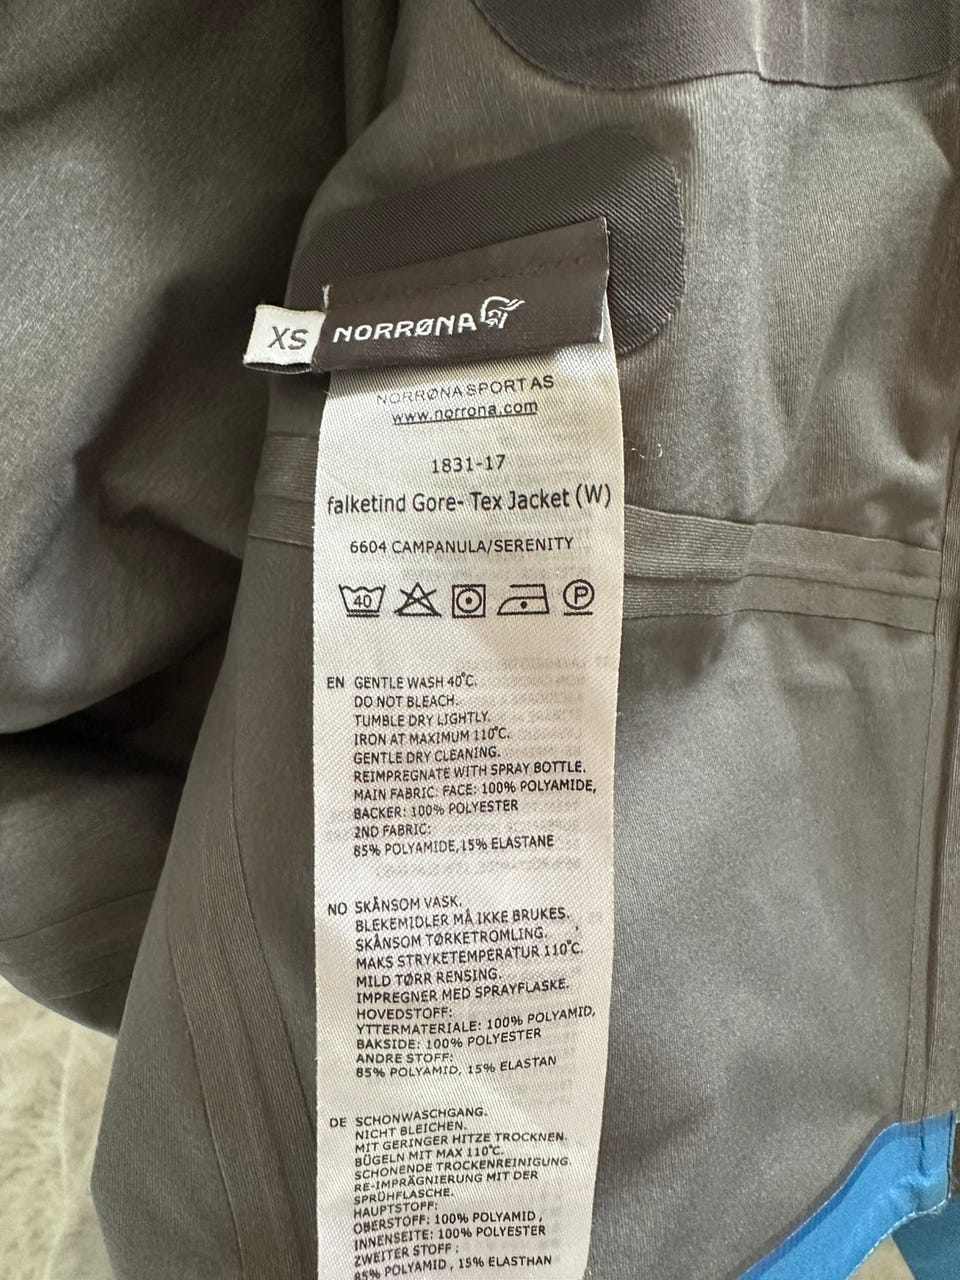 XS
NORRØNA
NORRØNA SPORT AS
www.norrona.com
1831-17
falketind Gore- Tex Jacket (W)
6604 CAMPANULA/SERENITY
40
P
EN GENTLE WASH 40°C.
DO NOT BLEACH.
TUMBLE DRY LIGHTLY.
IRON AT MAXIMUM 110°C.
GENTLE DRY CLEANING.
REIMPREGNATE WITH SPRAY BOTTLE.
MAIN FABRIC: FACE: 100% POLYAMIDE,
BACKER: 100% POLYESTER
2ND FABRIC:
85% POLYAMIDE,15% ELASTANE
NO SKÅNSOM VASK.
BLEKEMIDLER MÅ IKKE BRUKES.
SKÅNSOM TØRKETROMLING.
MAKS STRYKETEMPERATUR 110°C.
MILD TØRR RENSING.
IMPREGNER MED SPRAYFLASKE.
HOVEDSTOFF:
YTTERMATERIALE: 100% POLYAMID,
BAKSIDE: 100% POLYESTER
ANDRE STOFF:
85% POLYAMID, 15% ELASTAN
DE SCHONWASCHGANG.
NICHT BLEICHEN.
MIT GERINGER HITZE TROCKNEN.
BÜGELN MIT MAX 110°C.
SCHONENDE TROCKENREINIGUNG.
RE-IMPRÄGNIERUNG MIT DER
SPRÜHFLASCHE.
HAUPTSTOFF:
OBERSTOFF: 100% POLYAMID,
INNENSEITE: 100% POLYESTER
ZWEITER STOFF:
85% POLYAMID, 15% ELASTHAN